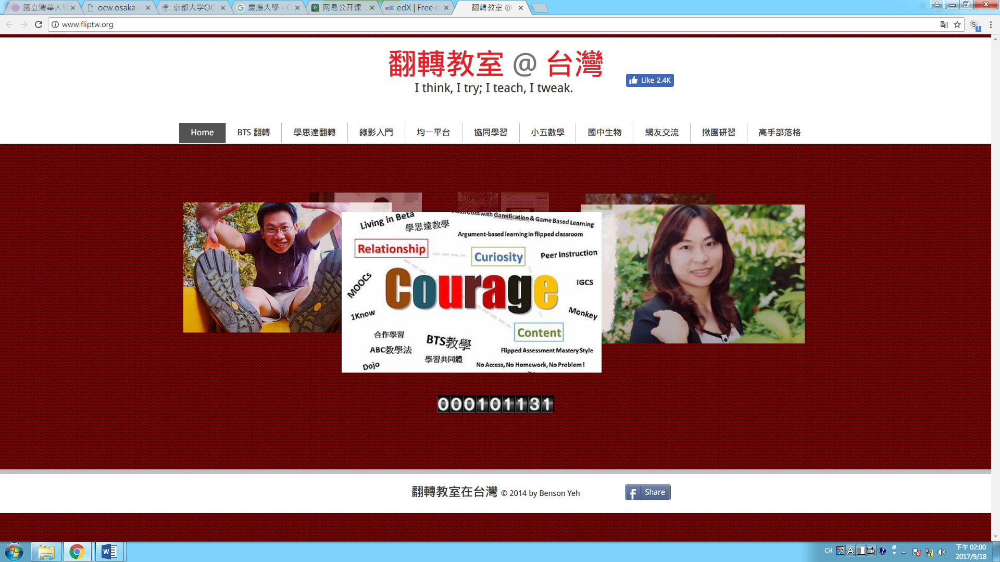 國立清華大
ocw.osaka-
京都大学OC
慶應大學 - 
网易公开课
edX | Free o
翻轉教室 @
www.fliptw.org
翻轉教室 @ 台灣
I think, I try; I teach, I tweak.
Like 2.4K
Home
BTS 翻轉
學思達翻轉
錄影入門
均一平台
協同學習
小五數學
國中生物
網友交流
揪團研習
高手部落格
Living in Beta
學思達教學
Classroom with Gamification & Game Based Learning
Argument-based learning in flipped classroom
Relationship
Curiosity
Peer Instruction
MOOCs
Courage
IGCS
1Know
Monkey
合作學習
BTS教學
Content
ABC教學法
Flipped Assessment Mastery Style
學習共同體
Dojo
No Access, No Homework, No Problem !
000101131
翻轉教室在台灣 © 2014 by Benson Yeh
Share
CH
下午 02:00
2017/9/18